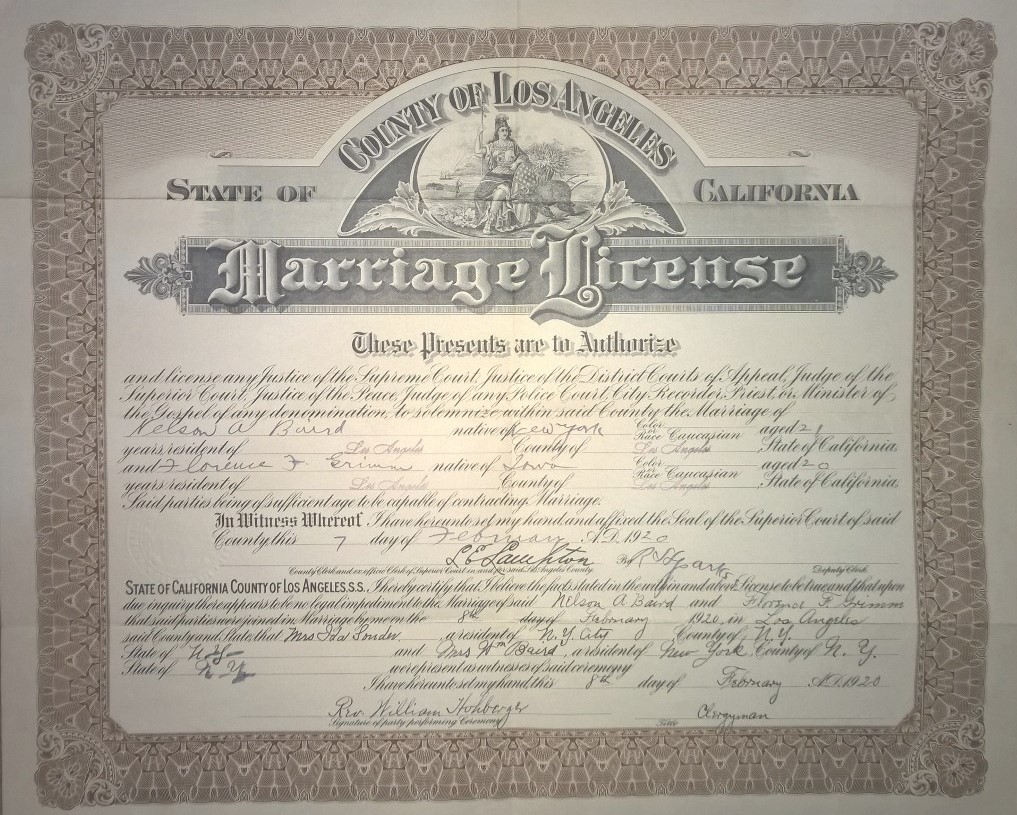 COUNTY OF LOS ANGELES
STATE OF CALIFORNIA
Marriage License
These Presents are to Authorize
and license any Justice of the Supreme Court, Justice of the District Courts of Appeal, Judge of the
Superior Court, Justice of the Peace, Judge of any Police Court, City Recorder, Priest, or Minister of
the Gospel of any denomination, to solemnize within said County the Marriage of
Nelson A Baird native of New York Color or Race Caucasian aged 21
years resident of Los Angeles County of Los Angeles, State of California,
and Florence F Grimm native of Iowa Color or Race Caucasian aged 20
years resident of Los Angeles County of Los Angeles, State of California,
Said parties being of sufficient age to be capable of contracting Marriage.
In Witness Whereof, I have hereunto set my hand and affixed the Seal of the Superior Court of said
County, this 7 day of February A.D. 1920
L E Lampton By
County Clerk and ex officio Clerk of Superior Court in and for said Los Angeles County. Deputy Clerk
STATE OF CALIFORNIA COUNTY OF LOS ANGELES. S.S., I hereby certify that I believe the facts stated in the within and above License to be true and that upon
due inquiry there appears to be no legal impediment to the Marriage of said Nelson A Baird and Florence F. Grimm
that said parties were joined in Marriage by me on the 8th day of February 1920, in Los Angeles
said County and State, that Mrs Ida, a resident of N.Y. City County of N.Y.
State of N.Y. and Mrs Wm Baird, a resident of New York, County of N.Y.
State of N.Y. were present as witnesses of said ceremony
I have hereunto set my hand, this 8th day of February A.D. 1920
Rev. William Hohberger Clergyman
Signature of party performing Ceremony Title